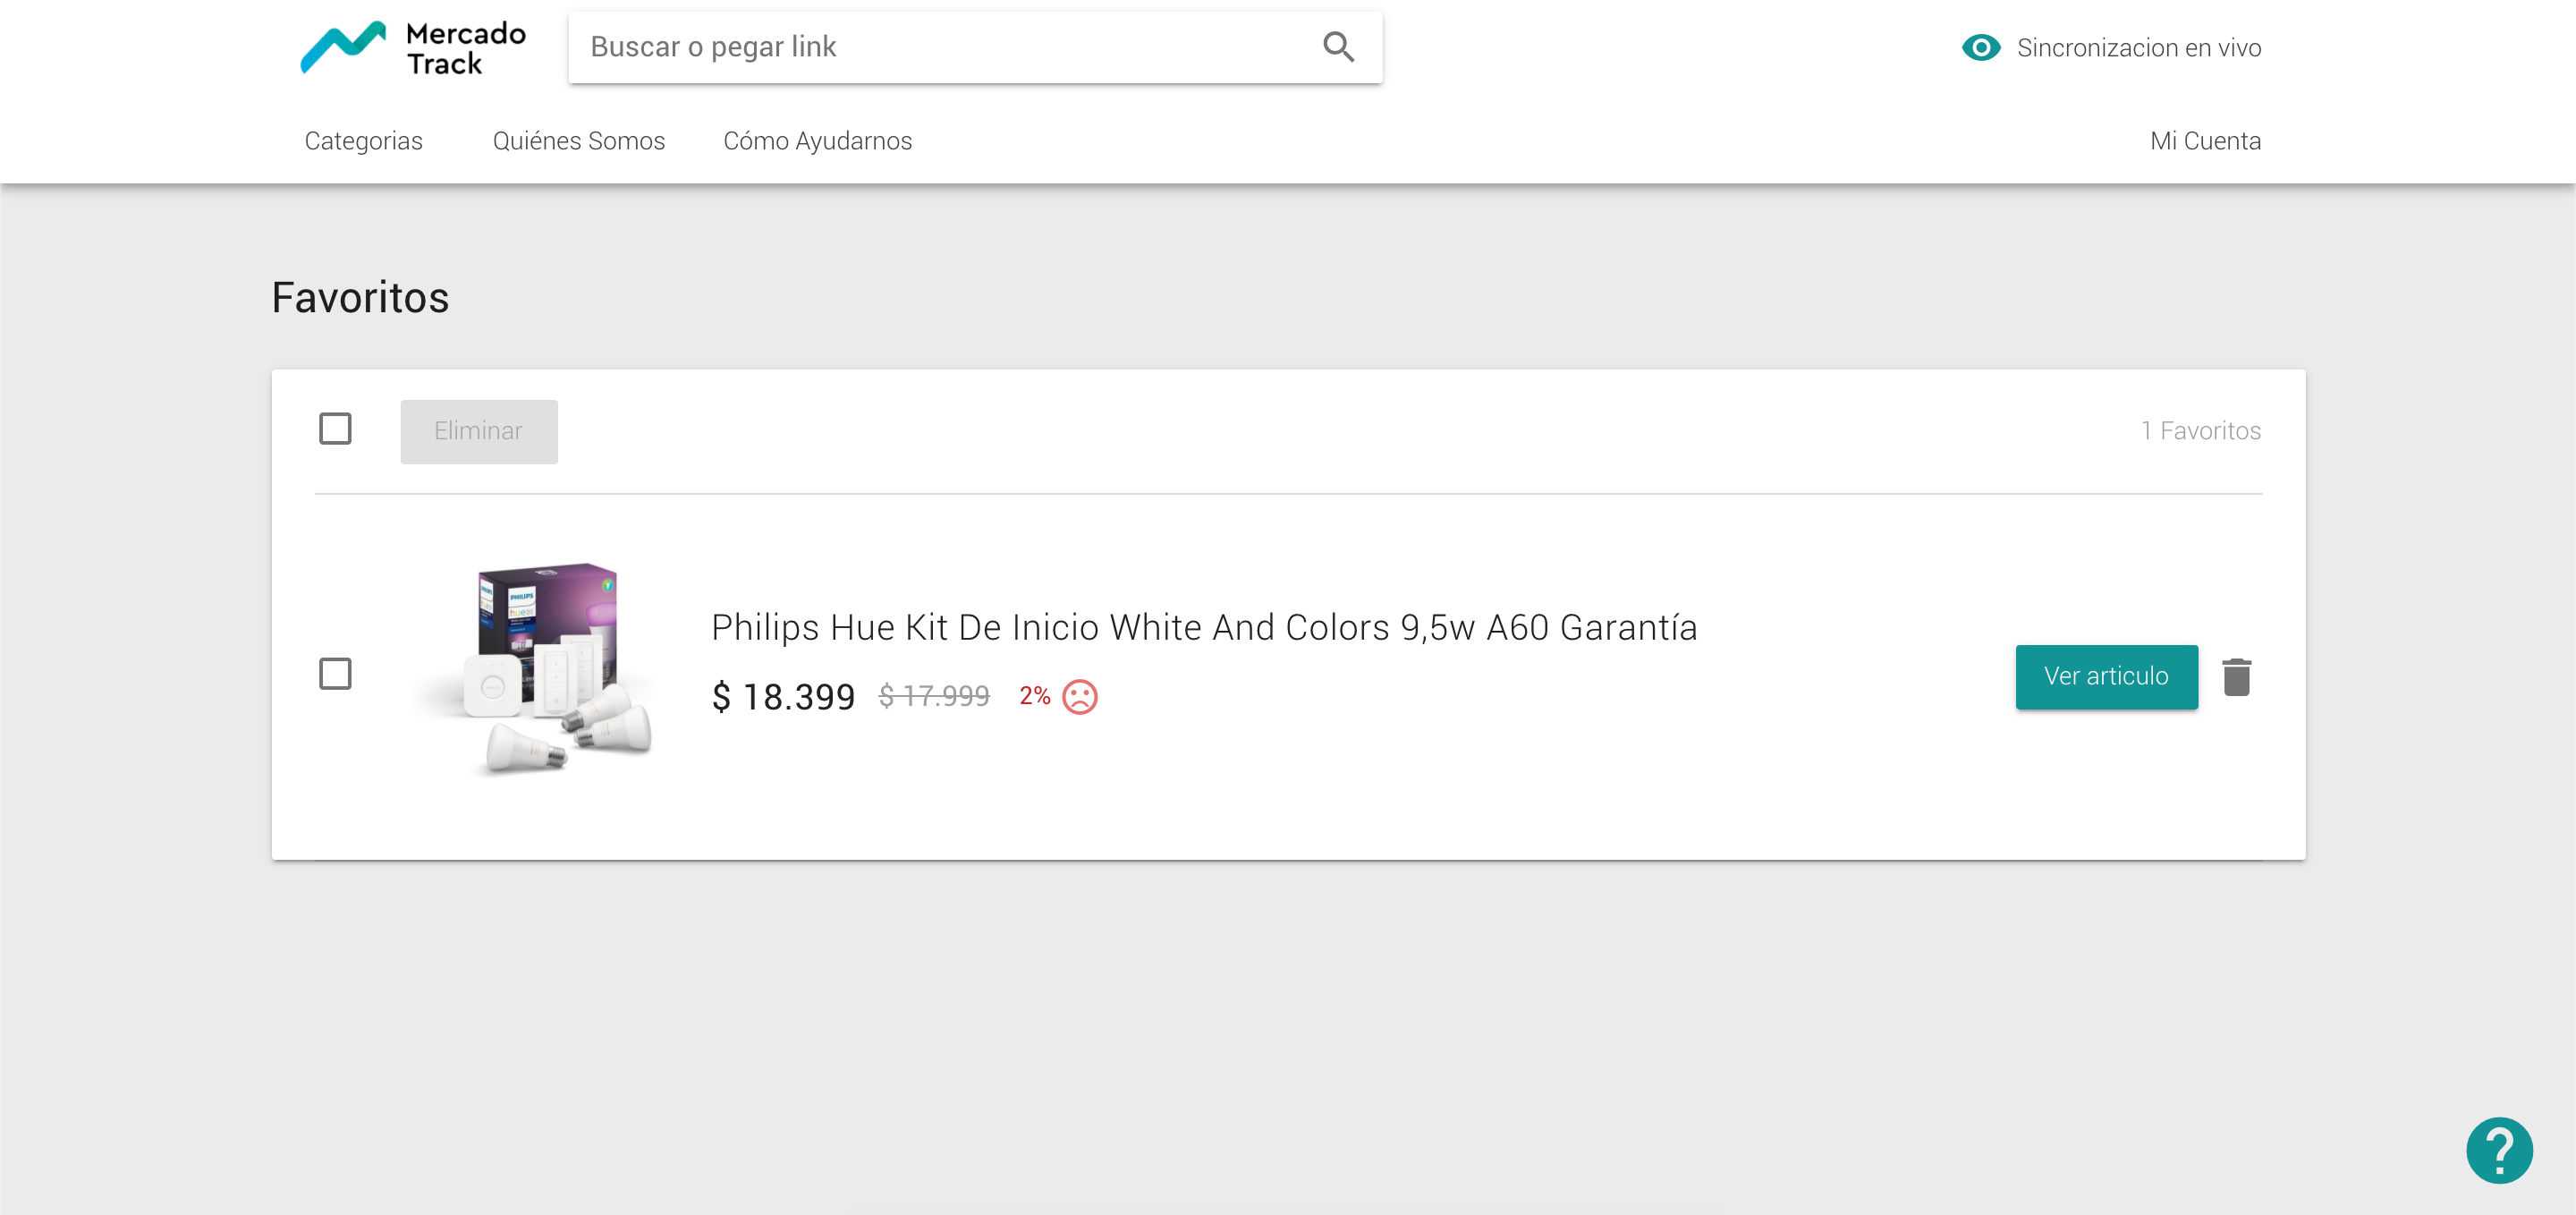 Mercado
Track
Buscar o pegar link
Sincronizacion en vivo
Categorias
Quiénes Somos
Cómo Ayudarnos
Mi Cuenta
Favoritos
Eliminar
1 Favoritos
PHILIPS
PHILIPS
hue
Philips Hue Kit De Inicio White And Colors 9,5w A60 Garantía
$ 18.399 $ 17.999 2%
Ver articulo
?